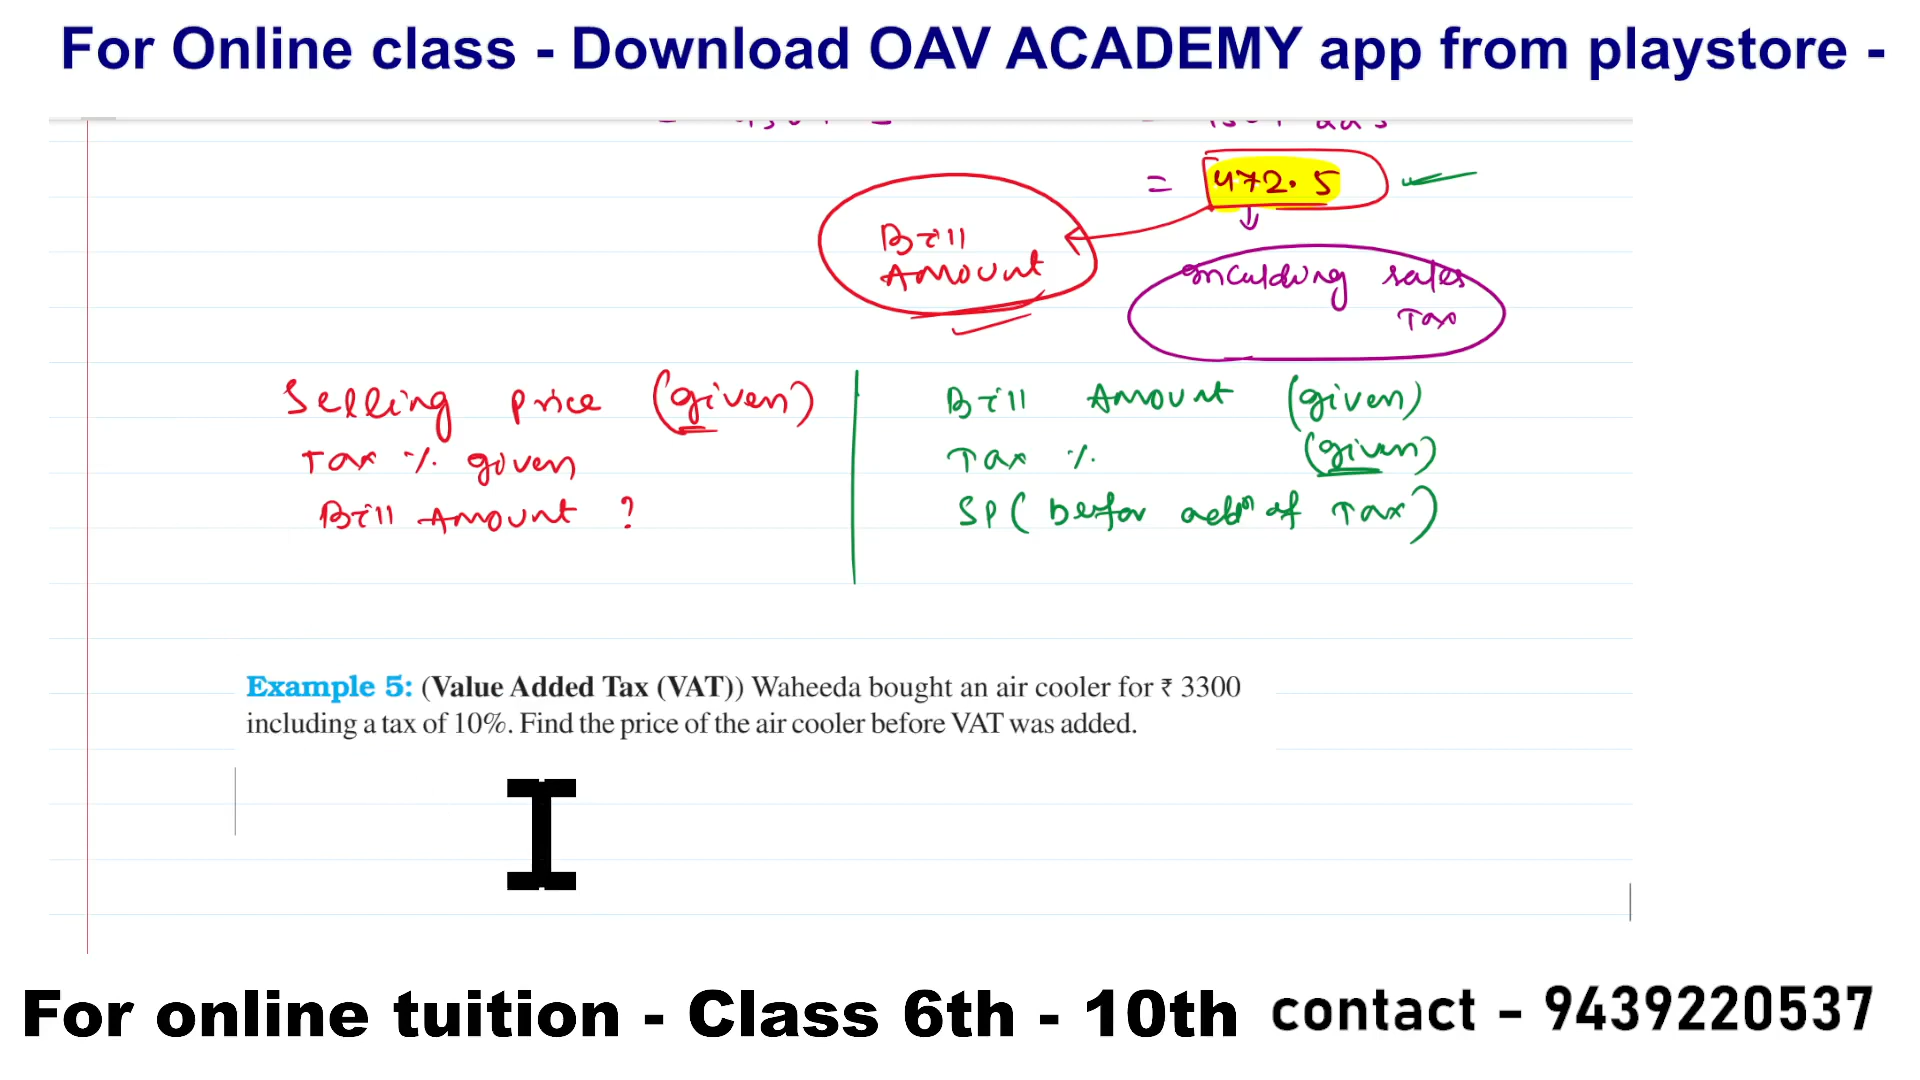 For Online class - Download OAV ACADEMY app from playstore -
= 472.5
Bill
Amount
Inculding sales
Tax
Selling price (given)
Tax % given
Bill Amount ?
Bill Amount (given)
Tax % (given)
SP ( befor addn of Tax )
Example 5: (Value Added Tax (VAT)) Waheeda bought an air cooler for ₹ 3300
including a tax of 10%. Find the price of the air cooler before VAT was added.
For online tuition - Class 6th - 10th contact - 9439220537